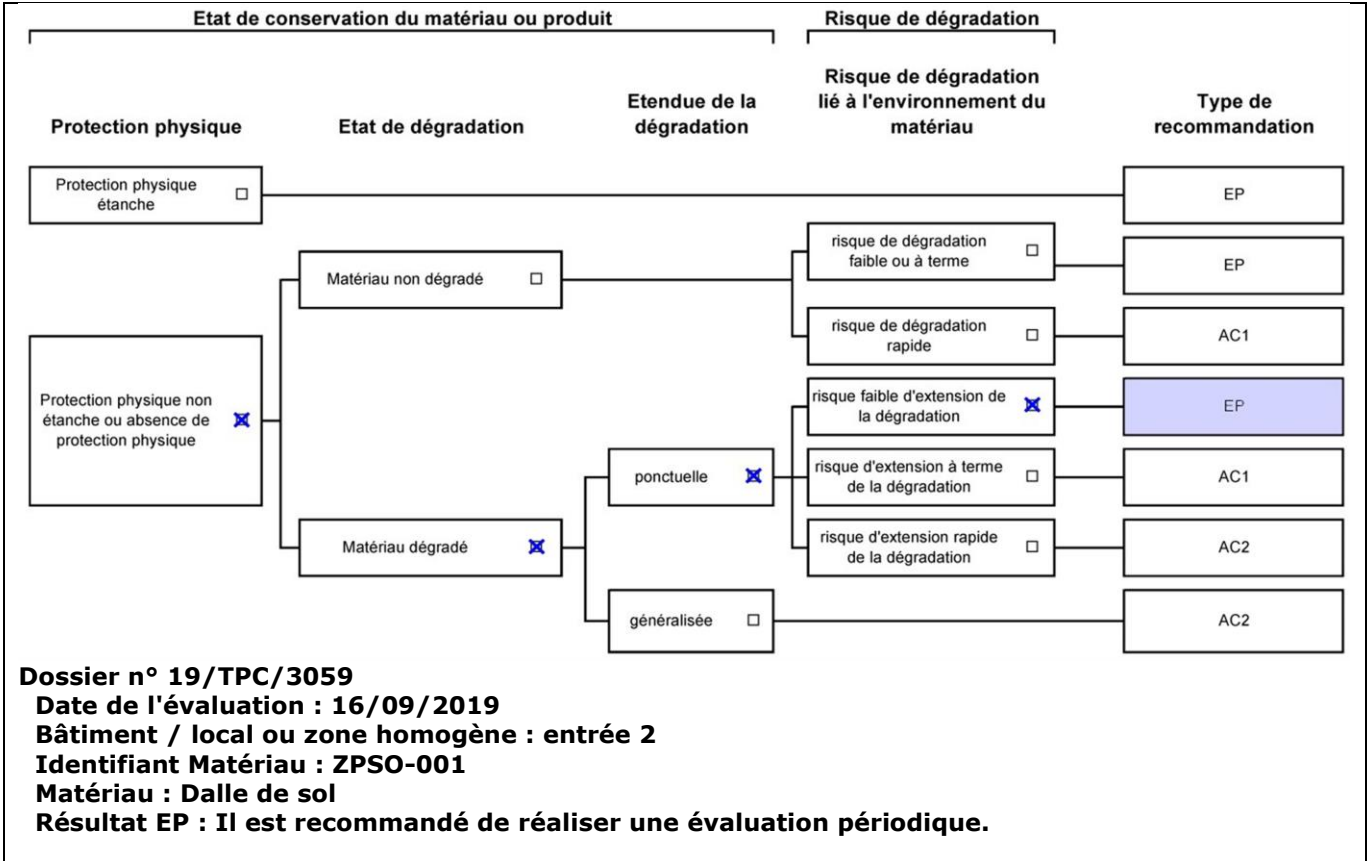 Etat de conservation du matériau ou produit
Risque de dégradation
Protection physique
Etat de dégradation
Etendue de la
dégradation
Risque de dégradation
lié à l'environnement du
matériau
Type de
recommandation
Protection physique
étanche
EP
Matériau non dégradé
risque de dégradation
faible ou à terme
EP
risque de dégradation
rapide
AC1
Protection physique non
étanche ou absence de
protection physique
risque faible d'extension de
la dégradation
EP
ponctuelle
risque d'extension à terme
de la dégradation
AC1
Matériau dégradé
risque d'extension rapide
de la dégradation
AC2
généralisée
AC2
Dossier n° 19/TPC/3059
Date de l'évaluation : 16/09/2019
Bâtiment / local ou zone homogène : entrée 2
Identifiant Matériau : ZPSO-001
Matériau : Dalle de sol
Résultat EP : Il est recommandé de réaliser une évaluation périodique.